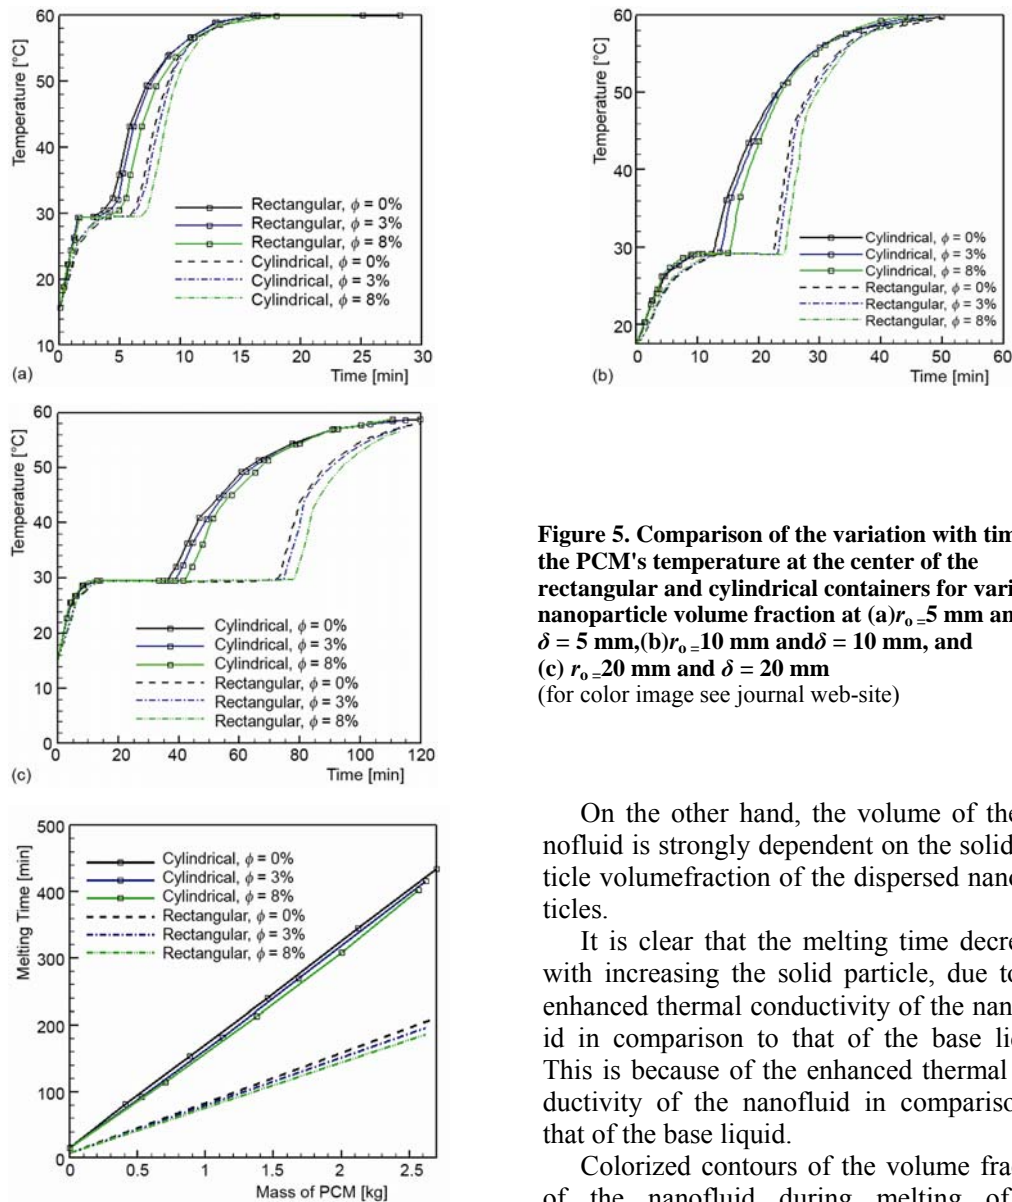 60
50
40
30
20
10
Temperature [°C]
Rectangular, ϕ = 0%
Rectangular, ϕ = 3%
Rectangular, ϕ = 8%
Cylindrical, ϕ = 0%
Cylindrical, ϕ = 3%
Cylindrical, ϕ = 8%
0 5 10 15 20 25 30
(a)
Time [min]
60
50
40
30
20
Temperature [°C]
Cylindrical, ϕ = 0%
Cylindrical, ϕ = 3%
Cylindrical, ϕ = 8%
Rectangular, ϕ = 0%
Rectangular, ϕ = 3%
Rectangular, ϕ = 8%
0 10 20 30 40 50 60
(b)
Time [min]
60
50
40
30
20
10
0
Temperature [°C]
Cylindrical, ϕ = 0%
Cylindrical, ϕ = 3%
Cylindrical, ϕ = 8%
Rectangular, ϕ = 0%
Rectangular, ϕ = 3%
Rectangular, ϕ = 8%
0 20 40 60 80 100 120
(c)
Time [min]
Figure 5. Comparison of the variation with tim
the PCM's temperature at the center of the
rectangular and cylindrical containers for vari
nanoparticle volume fraction at (a)rₒ =5 mm an
δ = 5 mm,(b)rₒ =10 mm andδ = 10 mm, and
(c) rₒ =20 mm and δ = 20 mm
(for color image see journal web-site)
500
400
300
200
100
0
Melting Time [min]
Cylindrical, ϕ = 0%
Cylindrical, ϕ = 3%
Cylindrical, ϕ = 8%
Rectangular, ϕ = 0%
Rectangular, ϕ = 3%
Rectangular, ϕ = 8%
0 0.5 1 1.5 2 2.5
Mass of PCM [kg]
On the other hand, the volume of the
nofluid is strongly dependent on the solid
ticle volumefraction of the dispersed nano
ticles.
It is clear that the melting time decre
with increasing the solid particle, due to
enhanced thermal conductivity of the nan
id in comparison to that of the base li
This is because of the enhanced thermal
ductivity of the nanofluid in compariso
that of the base liquid.
Colorized contours of the volume frac
of the nanofluid during melting of